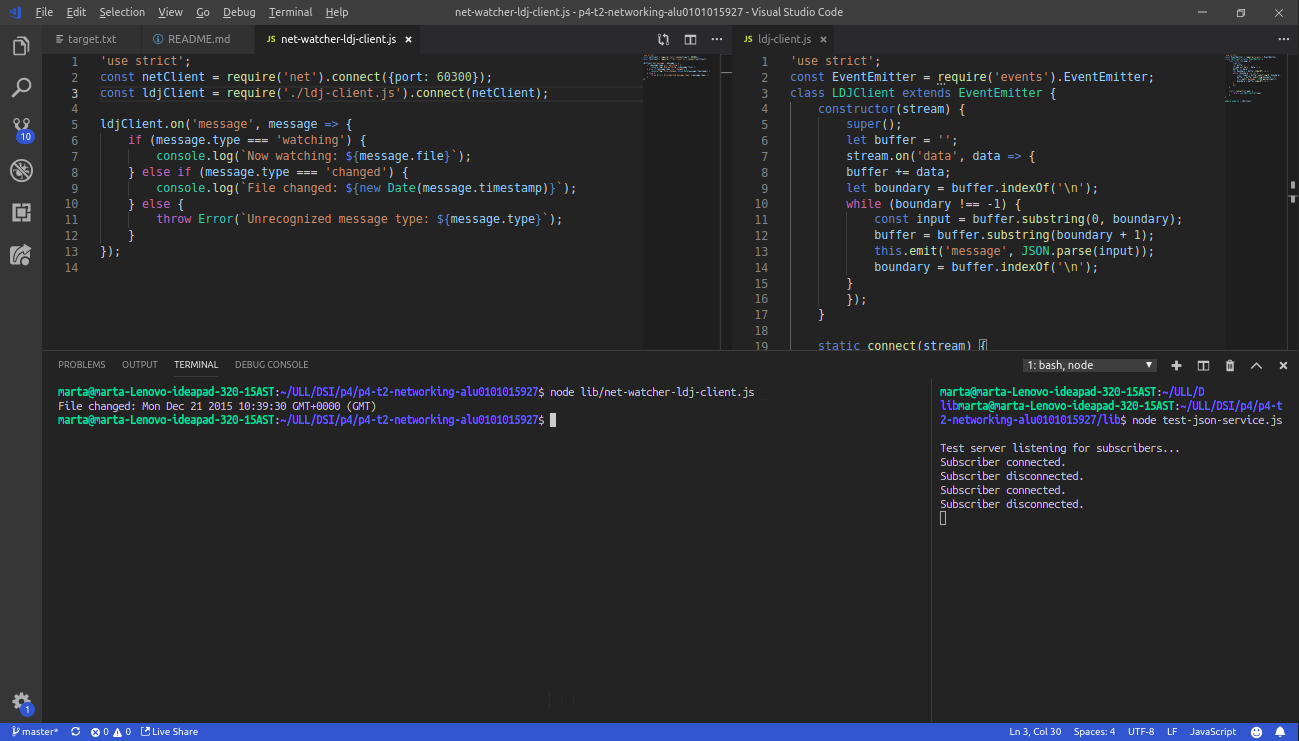 File Edit Selection View Go Debug Terminal Help
net-watcher-ldj-client.js - p4-t2-networking-alu0101015927 - Visual Studio Code
target.txt README.md JS net-watcher-ldj-client.js
1 'use strict';
2 const netClient = require('net').connect({port: 60300});
3 const ldjClient = require('./ldj-client.js').connect(netClient);
4
5 ldjClient.on('message', message => {
6 if (message.type === 'watching') {
7 console.log(`Now watching: ${message.file}`);
8 } else if (message.type === 'changed') {
9 console.log(`File changed: ${new Date(message.timestamp)}`);
10 } else {
11 throw Error(`Unrecognized message type: ${message.type}`);
12 }
13 });
14
JS ldj-client.js
1 'use strict';
2 const EventEmitter = require('events').EventEmitter;
3 class LDJClient extends EventEmitter {
4 constructor(stream) {
5 super();
6 let buffer = '';
7 stream.on('data', data => {
8 buffer += data;
9 let boundary = buffer.indexOf('\n');
10 while (boundary !== -1) {
11 const input = buffer.substring(0, boundary);
12 buffer = buffer.substring(boundary + 1);
13 this.emit('message', JSON.parse(input));
14 boundary = buffer.indexOf('\n');
15 }
16 });
17 }
18
19 static connect(stream) {
10
PROBLEMS OUTPUT TERMINAL DEBUG CONSOLE
1: bash, node
marta@marta-Lenovo-ideapad-320-15AST:~/ULL/DSI/p4/p4-t2-networking-alu0101015927$ node lib/net-watcher-ldj-client.js
File changed: Mon Dec 21 2015 10:39:30 GMT+0000 (GMT)
marta@marta-Lenovo-ideapad-320-15AST:~/ULL/DSI/p4/p4-t2-networking-alu0101015927$
marta@marta-Lenovo-ideapad-320-15AST:~/ULL/D
libmarta@marta-Lenovo-ideapad-320-15AST:~/ULL/DSI/p4/p4-t
2-networking-alu0101015927/lib$ node test-json-service.js
Test server listening for subscribers...
Subscriber connected.
Subscriber disconnected.
Subscriber connected.
Subscriber disconnected.
1
master* 0 0 Live Share
Ln 3, Col 30 Spaces: 4 UTF-8 LF JavaScript